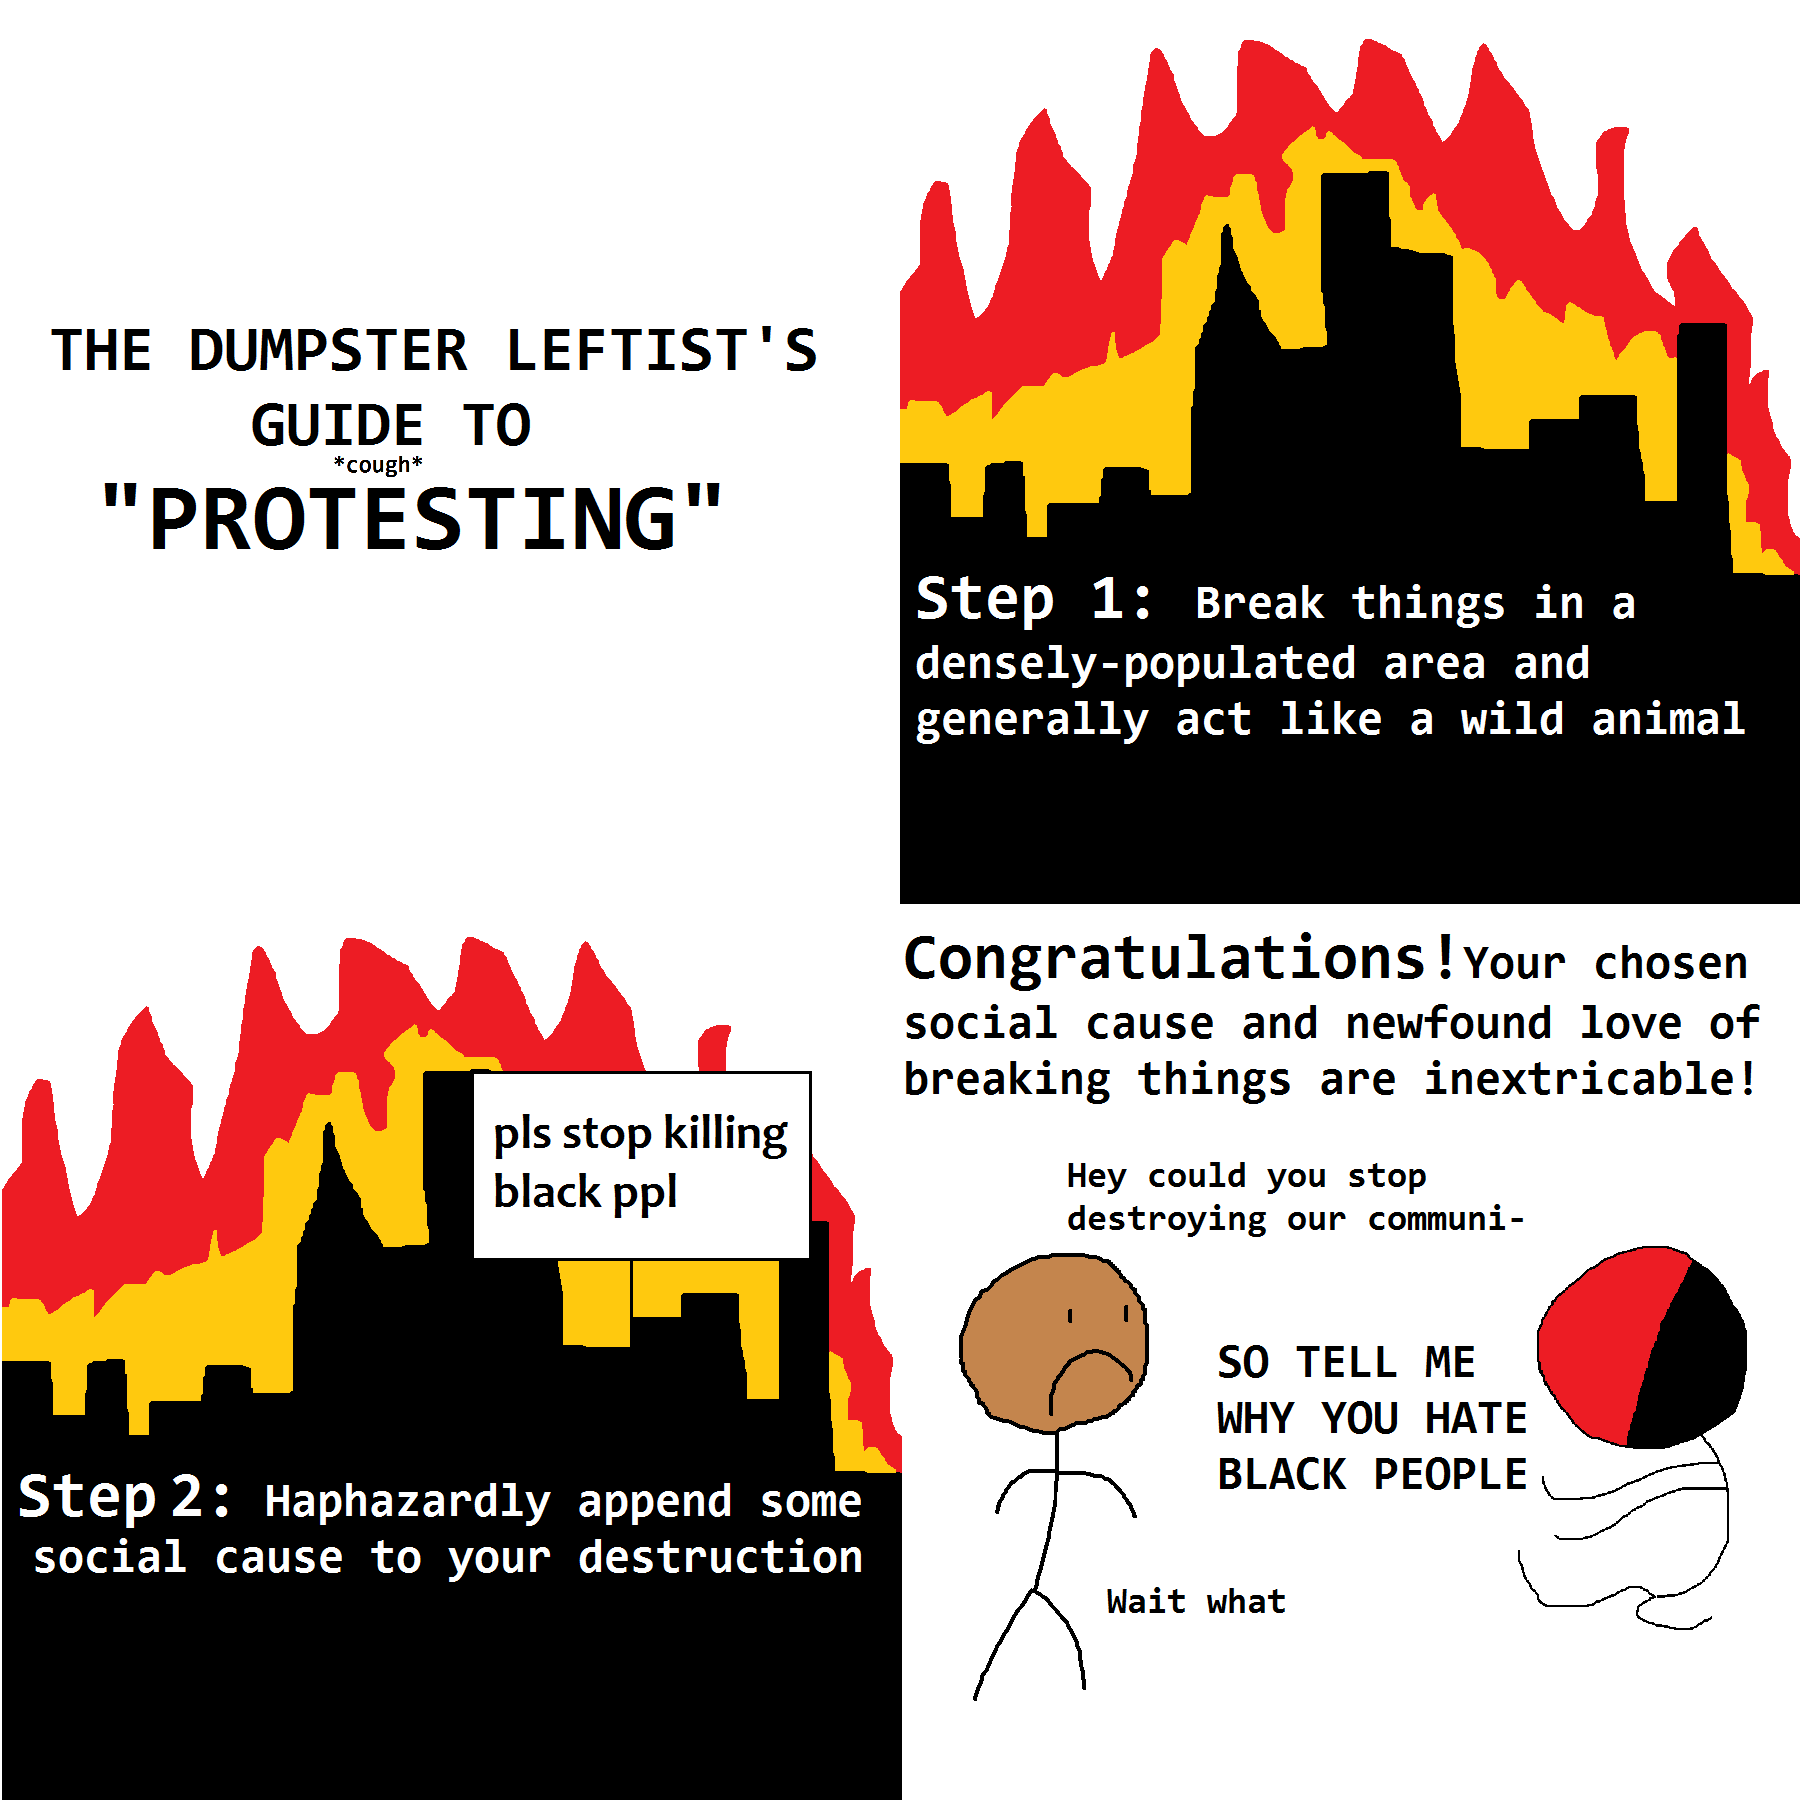 THE DUMPSTER LEFTIST'S
GUIDE TO
*cough*
"PROTESTING"
Step 1: Break things in a
densely-populated area and
generally act like a wild animal
pls stop killing
black ppl
Step 2: Haphazardly append some
social cause to your destruction
Congratulations! Your chosen
social cause and newfound love of
breaking things are inextricable!
Hey could you stop
destroying our communi-
SO TELL ME
WHY YOU HATE
BLACK PEOPLE
Wait what